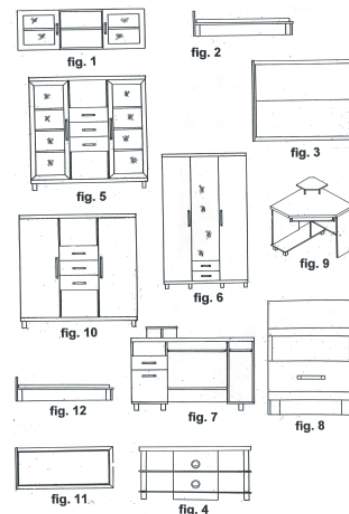 fig. 1
fig. 2
fig. 3
fig. 5
fig. 6
fig. 9
fig. 10
fig. 12
fig. 7
fig. 8
fig. 11
fig. 4